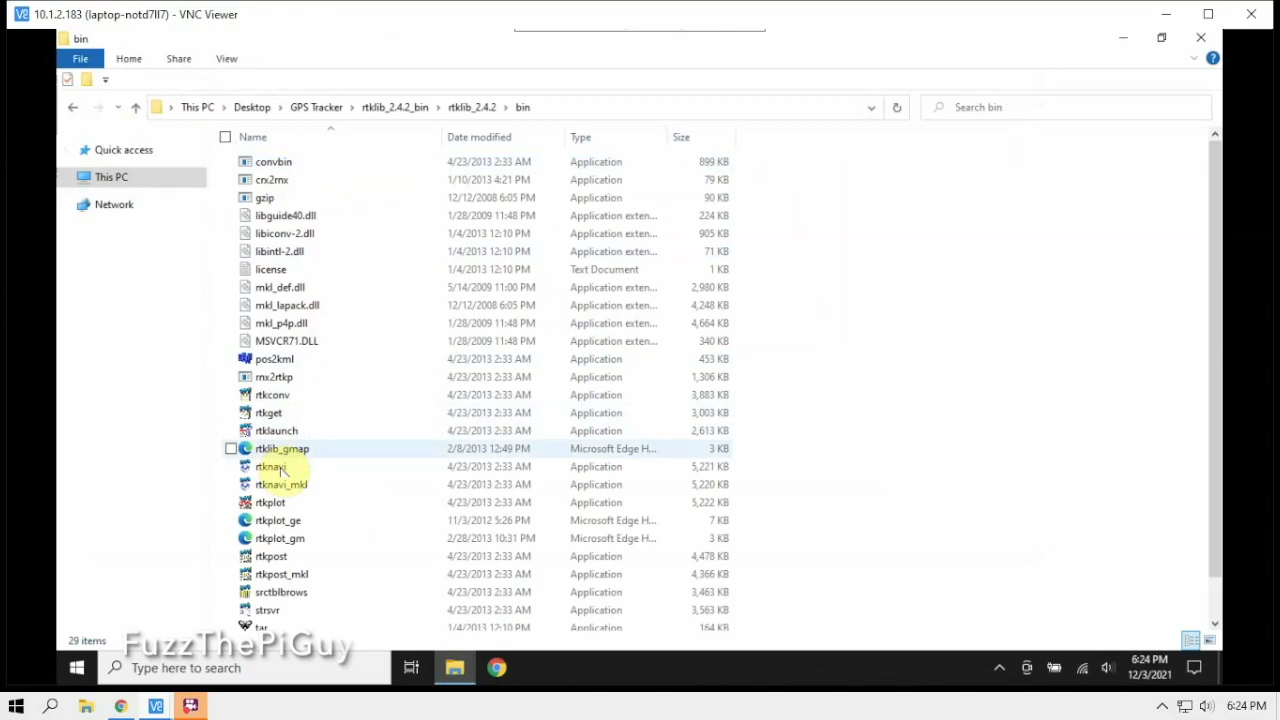 10.1.2.183 (laptop-notd7ll7) - VNC Viewer
bin
File Home Share View
This PC Desktop GPS Tracker rtklib_2.4.2_bin rtklib_2.4.2 bin
Search bin
Name Date modified Type Size
Quick access
This PC
Network
convbin 4/23/2013 2:33 AM Application 899 KB
crx2rnx 1/10/2013 4:21 PM Application 79 KB
gzip 12/12/2008 6:05 PM Application 90 KB
libguide40.dll 1/28/2009 11:48 PM Application exten... 224 KB
libiconv-2.dll 1/4/2013 12:10 PM Application exten... 905 KB
libintl-2.dll 1/4/2013 12:10 PM Application exten... 71 KB
license 1/4/2013 12:10 PM Text Document 1 KB
mkl_def.dll 5/14/2009 11:00 PM Application exten... 2,980 KB
mkl_lapack.dll 12/12/2008 6:05 PM Application exten... 4,248 KB
mkl_p4p.dll 1/28/2009 11:48 PM Application exten... 4,664 KB
MSVCR71.DLL 1/28/2009 11:48 PM Application exten... 340 KB
pos2kml 4/23/2013 2:33 AM Application 453 KB
rnx2rtkp 4/23/2013 2:33 AM Application 1,306 KB
rtkconv 4/23/2013 2:33 AM Application 3,883 KB
rtkget 4/23/2013 2:33 AM Application 3,003 KB
rtklaunch 4/23/2013 2:33 AM Application 2,613 KB
rtklib_gmap 2/8/2013 12:49 PM Microsoft Edge H... 3 KB
rtknavi 4/23/2013 2:33 AM Application 5,221 KB
rtknavi_mkl 4/23/2013 2:33 AM Application 5,220 KB
rtkplot 4/23/2013 2:33 AM Application 5,222 KB
rtkplot_ge 11/3/2012 5:26 PM Microsoft Edge H... 7 KB
rtkplot_gm 2/28/2013 10:31 PM Microsoft Edge H... 3 KB
rtkpost 4/23/2013 2:33 AM Application 4,478 KB
rtkpost_mkl 4/23/2013 2:33 AM Application 4,366 KB
srctblbrows 4/23/2013 2:33 AM Application 3,463 KB
strsvr 4/23/2013 2:33 AM Application 3,563 KB
tar 1/4/2013 12:10 PM Application 164 KB
29 items
FuzzThePiGuy
Type here to search
6:24 PM
12/3/2021
6:24 PM